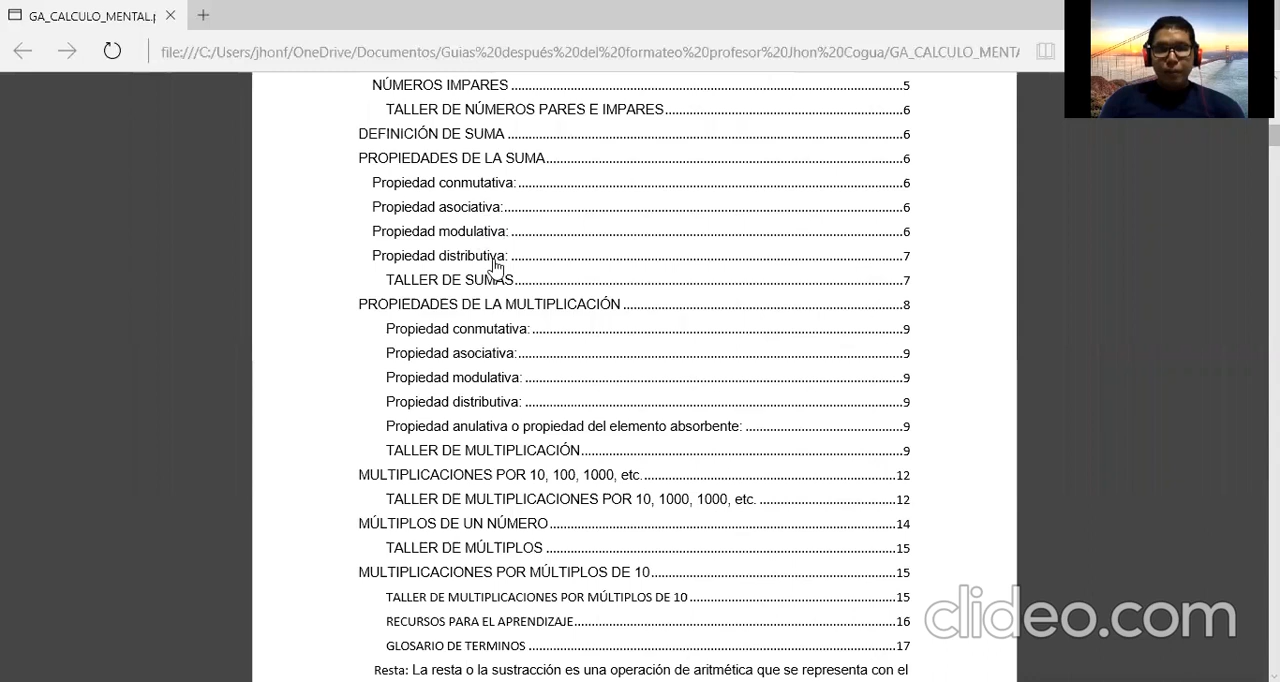 GA_CALCULO_MENTAL.p
file:///C:/Users/jhonf/OneDrive/Documentos/Guias%20después%20del%20formateo%20profesor%20Jhon%20Cogua/GA_CALCULO_MENTA
NÚMEROS IMPARES 5
TALLER DE NÚMEROS PARES E IMPARES 6
DEFINICIÓN DE SUMA 6
PROPIEDADES DE LA SUMA 6
Propiedad conmutativa: 6
Propiedad asociativa: 6
Propiedad modulativa: 6
Propiedad distributiva: 7
TALLER DE SUMAS 7
PROPIEDADES DE LA MULTIPLICACIÓN 8
Propiedad conmutativa: 9
Propiedad asociativa: 9
Propiedad modulativa: 9
Propiedad distributiva: 9
Propiedad anulativa o propiedad del elemento absorbente: 9
TALLER DE MULTIPLICACIÓN 9
MULTIPLICACIONES POR 10, 100, 1000, etc. 12
TALLER DE MULTIPLICACIONES POR 10, 1000, 1000, etc. 12
MÚLTIPLOS DE UN NÚMERO 14
TALLER DE MÚLTIPLOS 15
MULTIPLICACIONES POR MÚLTIPLOS DE 10 15
TALLER DE MULTIPLICACIONES POR MÚLTIPLOS DE 10 15
RECURSOS PARA EL APRENDIZAJE 16
GLOSARIO DE TERMINOS 17
Resta: La resta o la sustracción es una operación de aritmética que se representa con el
clideo.com